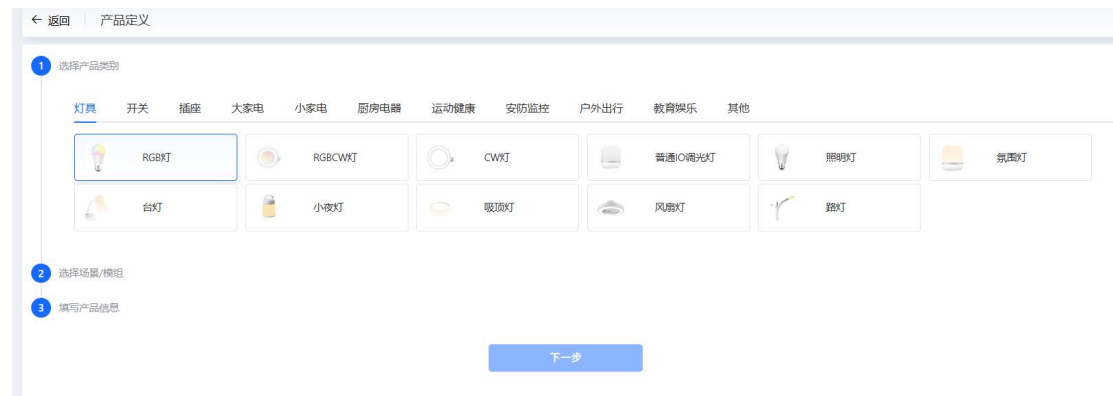 ← 返回 产品定义
1 选择产品类别
灯具 开关 插座 大家电 小家电 厨房电器 运动健康 安防监控 户外出行 教育娱乐 其他
RGB灯 RGBCW灯 CW灯 普通IO调光灯 照明灯 氛围灯
台灯 小夜灯 吸顶灯 风扇灯 路灯
2 选择场景/模组
3 填写产品信息
下一步